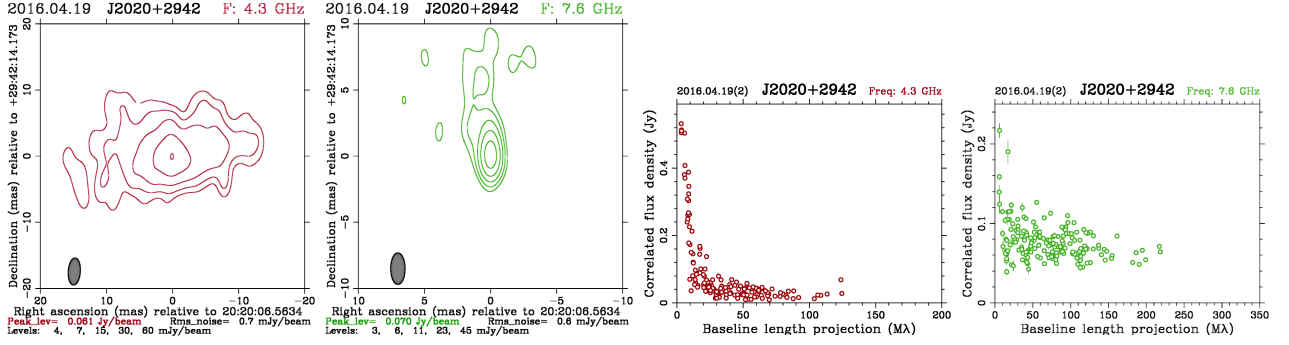 2016.04.19 J2020+2942 F: 4.3 GHz
Declination (mas) relative to +29:42:14.173
20
10
0
−10
−20
20 10 0 −10 −20
Right ascension (mas) relative to 20:20:06.5634
Peak_lev= 0.061 Jy/beam Rms_noise= 0.7 mJy/beam
Levels: 4, 7, 15, 30, 60 mJy/beam
2016.04.19 J2020+2942 F: 7.6 GHz
Declination (mas) relative to +29:42:14.173
10
5
0
−5
−10
10 5 0 −5 −10
Right ascension (mas) relative to 20:20:06.5634
Peak_lev= 0.070 Jy/beam Rms_noise= 0.6 mJy/beam
Levels: 3, 6, 11, 23, 45 mJy/beam
2016.04.19(2) J2020+2942 Freq: 4.3 GHz
Correlated flux density (Jy)
0.4
0.2
0
0 50 100 150 200
Baseline length projection (Mλ)
2016.04.19(2) J2020+2942 Freq: 7.6 GHz
Correlated flux density (Jy)
0.2
0.1
0
0 50 100 150 200 250 300 350
Baseline length projection (Mλ)